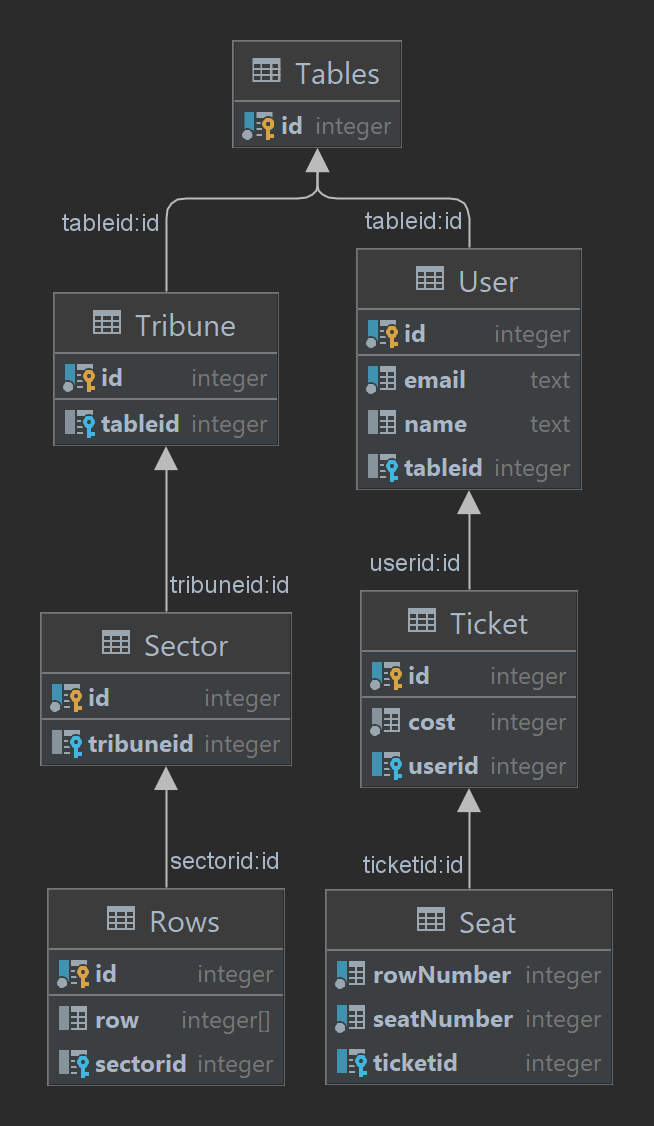 Tables
id integer
tableid:id
tableid:id
User
id integer
email text
name text
tableid integer
Tribune
id integer
tableid integer
userid:id
tribuneid:id
Ticket
id integer
cost integer
userid integer
Sector
id integer
tribuneid integer
sectorid:id
ticketid:id
Rows
id integer
row integer[]
sectorid integer
Seat
rowNumber integer
seatNumber integer
ticketid integer